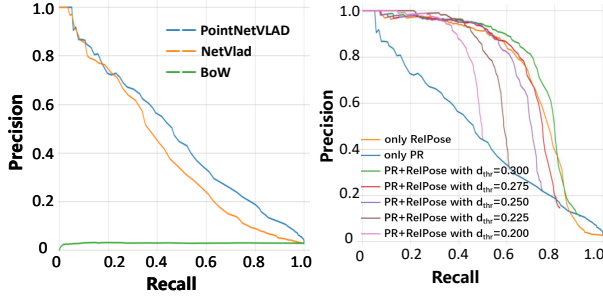 1.0
0.8
0.6
0.4
0.2
0
0.2
0.4
0.6
0.8
1.0
Precision
Recall
PointNetVLAD
NetVlad
BoW
1.0
0.8
0.6
0.4
0.2
0
0.2
0.4
0.6
0.8
1.0
Precision
Recall
only RelPose
only PR
PR+RelPose with dthr=0.300
PR+RelPose with dthr=0.275
PR+RelPose with dthr=0.250
PR+RelPose with dthr=0.225
PR+RelPose with dthr=0.200